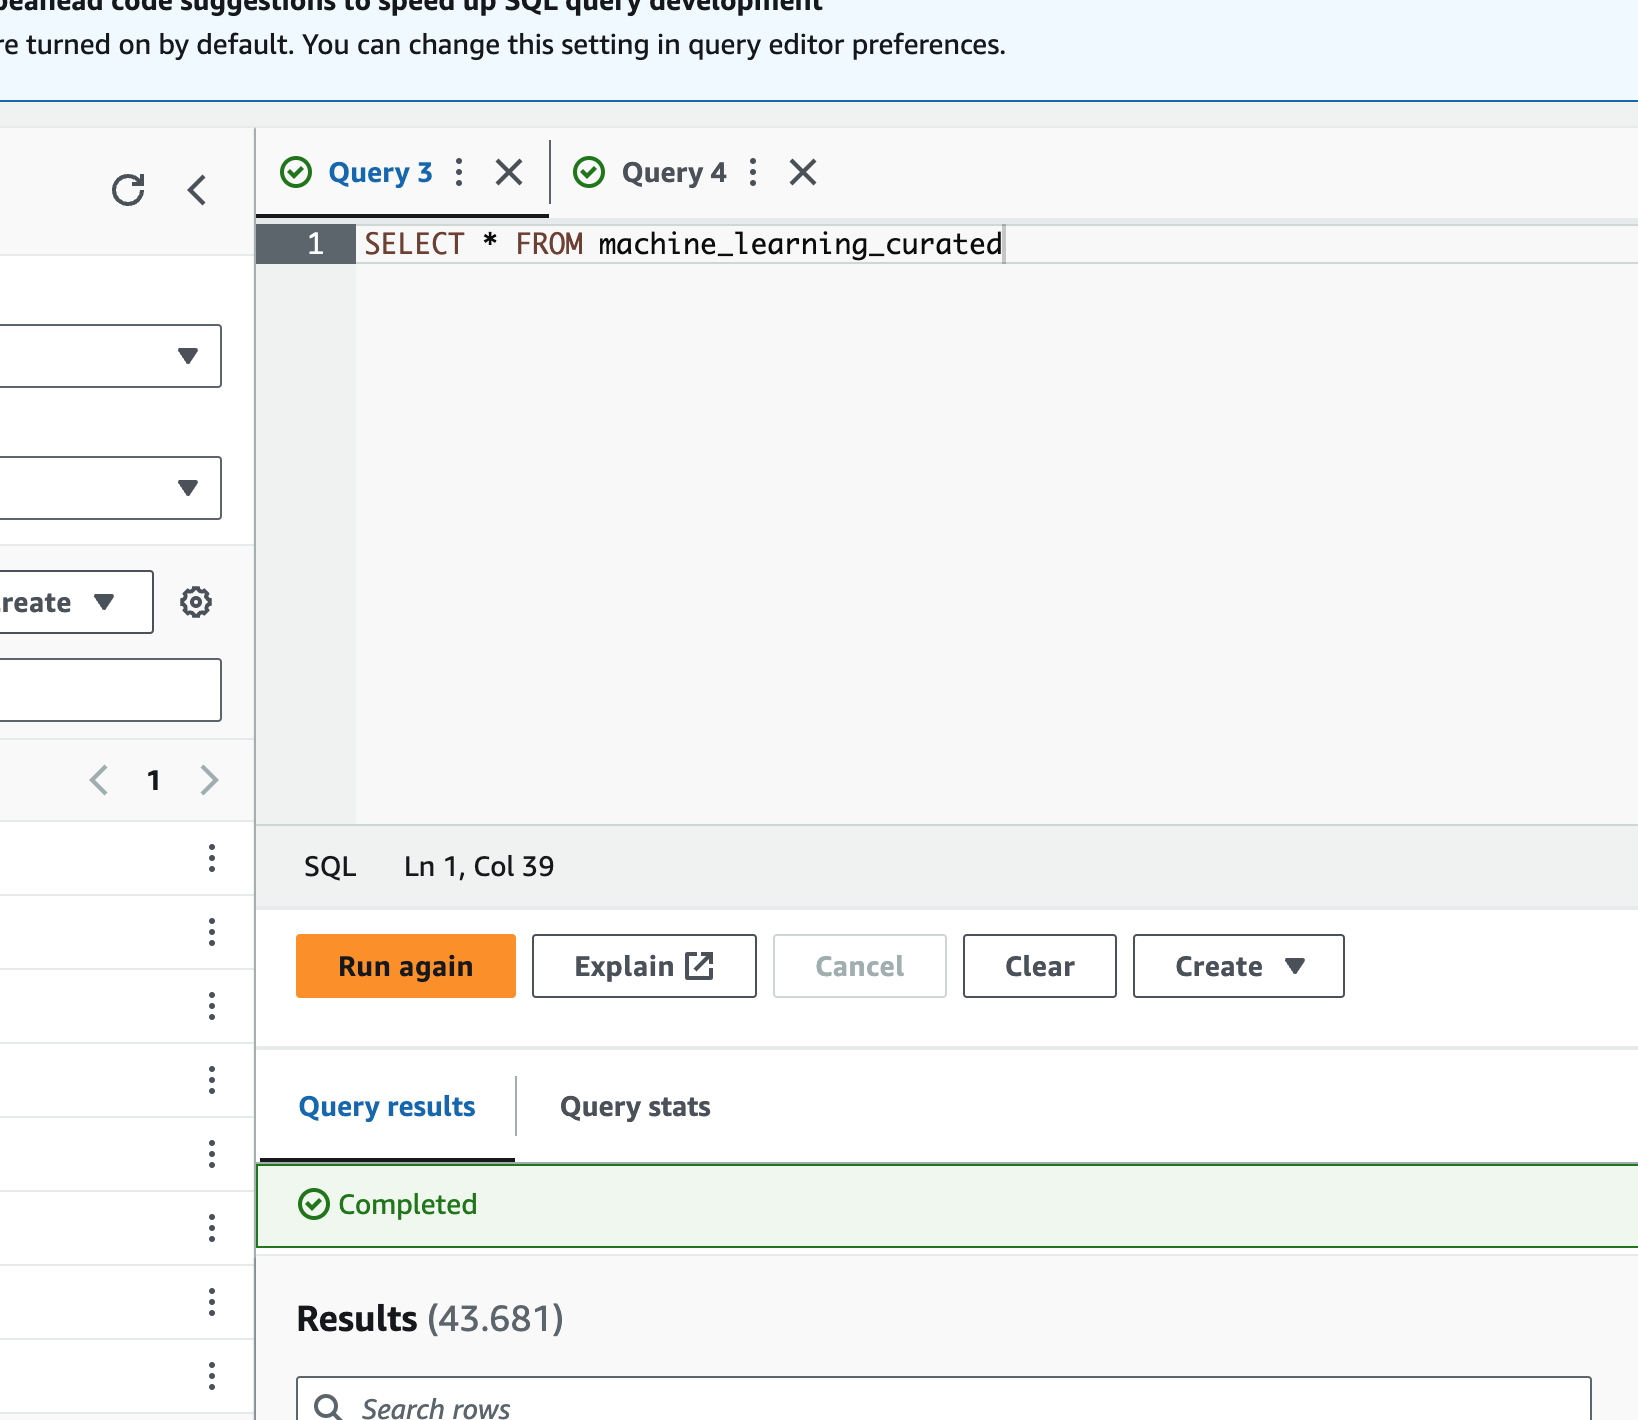 code suggestions to speed up SQL query development
re turned on by default. You can change this setting in query editor preferences.
Query 3
Query 4
1 SELECT * FROM machine_learning_curated
reate
1
SQL Ln 1, Col 39
Run again
Explain
Cancel
Clear
Create
Query results
Query stats
Completed
Results (43.681)
Search rows